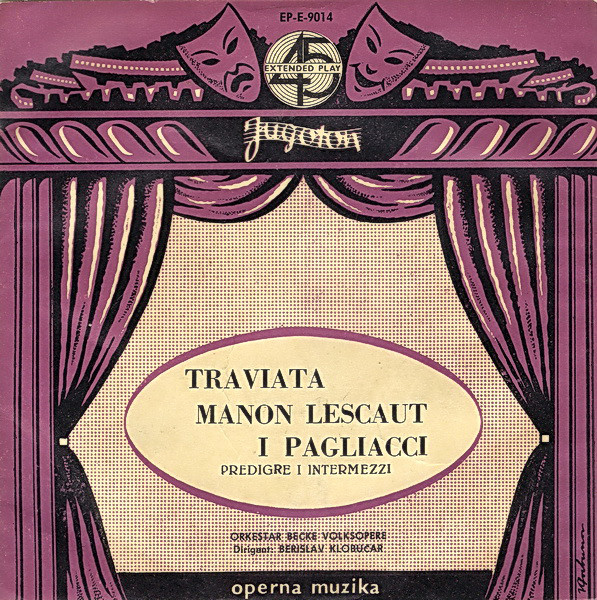 EP-E-9014
45
EXTENDED PLAY
Jugoton
TRAVIATA
MANON LESCAUT
I PAGLIACCI
PREDIGRE I INTERMEZZI
ORKESTAR BECKE VOLKSOPERE
Dirigent: BERISLAV KLOBUČAR
operna muzika